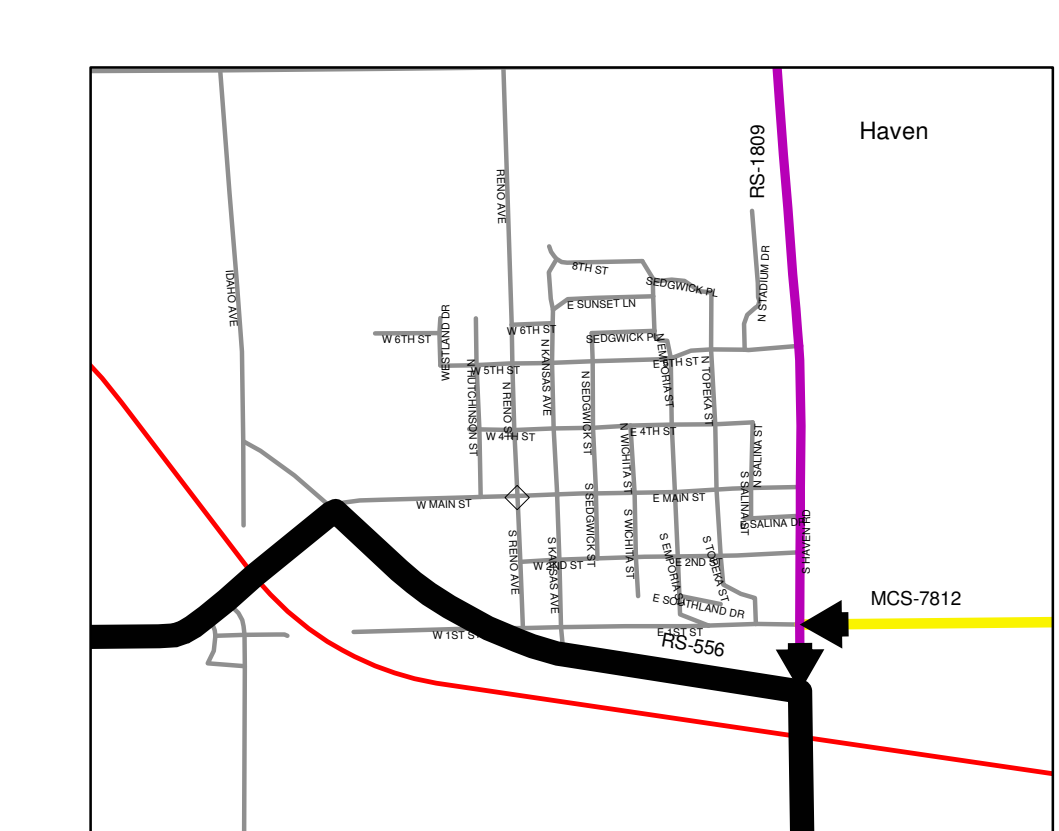 Haven
RS-1809
RENO AVE
N STADIUM DR
8TH ST
IDAHO AVE
SEDGWICK PL
E SUNSET LN
WESTLAND DR
W 6TH ST
W 6TH ST
SEDGWICK PL
N KANSAS AVE
N EMPORIA ST
E 5TH ST
N TOPEKA ST
W 5TH ST
N HUTCHINSON ST
N RENO ST
N SEDGWICK ST
W 4TH ST
N WICHITA ST
E 4TH ST
N SALINA ST
S SALINA ST
W MAIN ST
E MAIN ST
S SEDGWICK ST
S WICHITA ST
E SALINA DR
S HAVEN RD
S RENO AVE
S KANSAS AVE
S EMPORIA ST
S TOPEKA ST
W 2ND ST
E 2ND ST
E SOUTHLAND DR
MCS-7812
W 1ST ST
E 1ST ST
RS-556